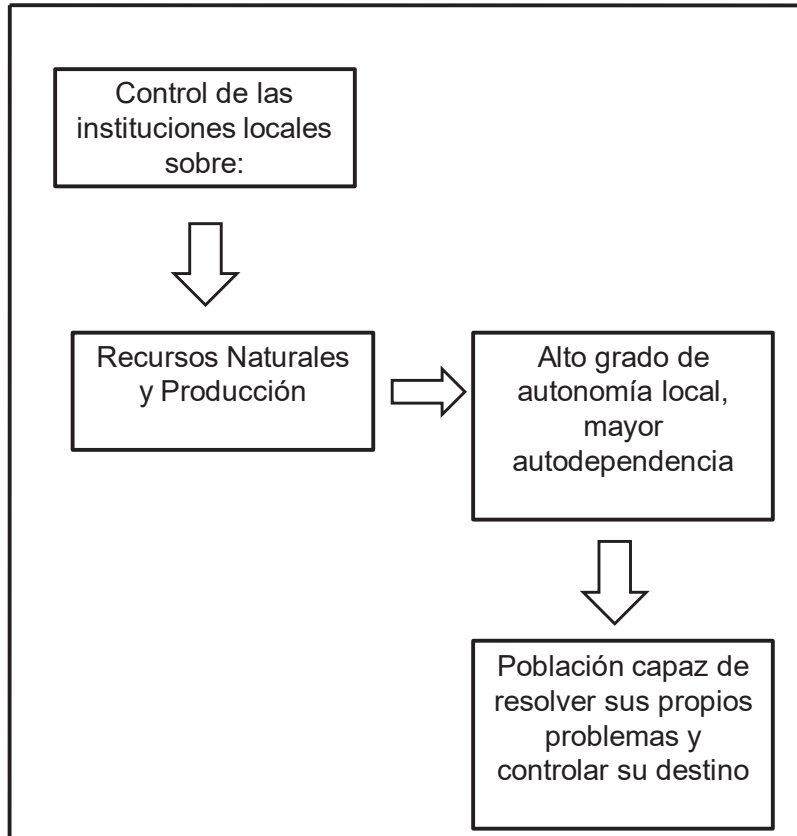 Control de las
instituciones locales
sobre:
Recursos Naturales
y Producción
Alto grado de
autonomía local,
mayor
autodependencia
Población capaz de
resolver sus propios
problemas y
controlar su destino